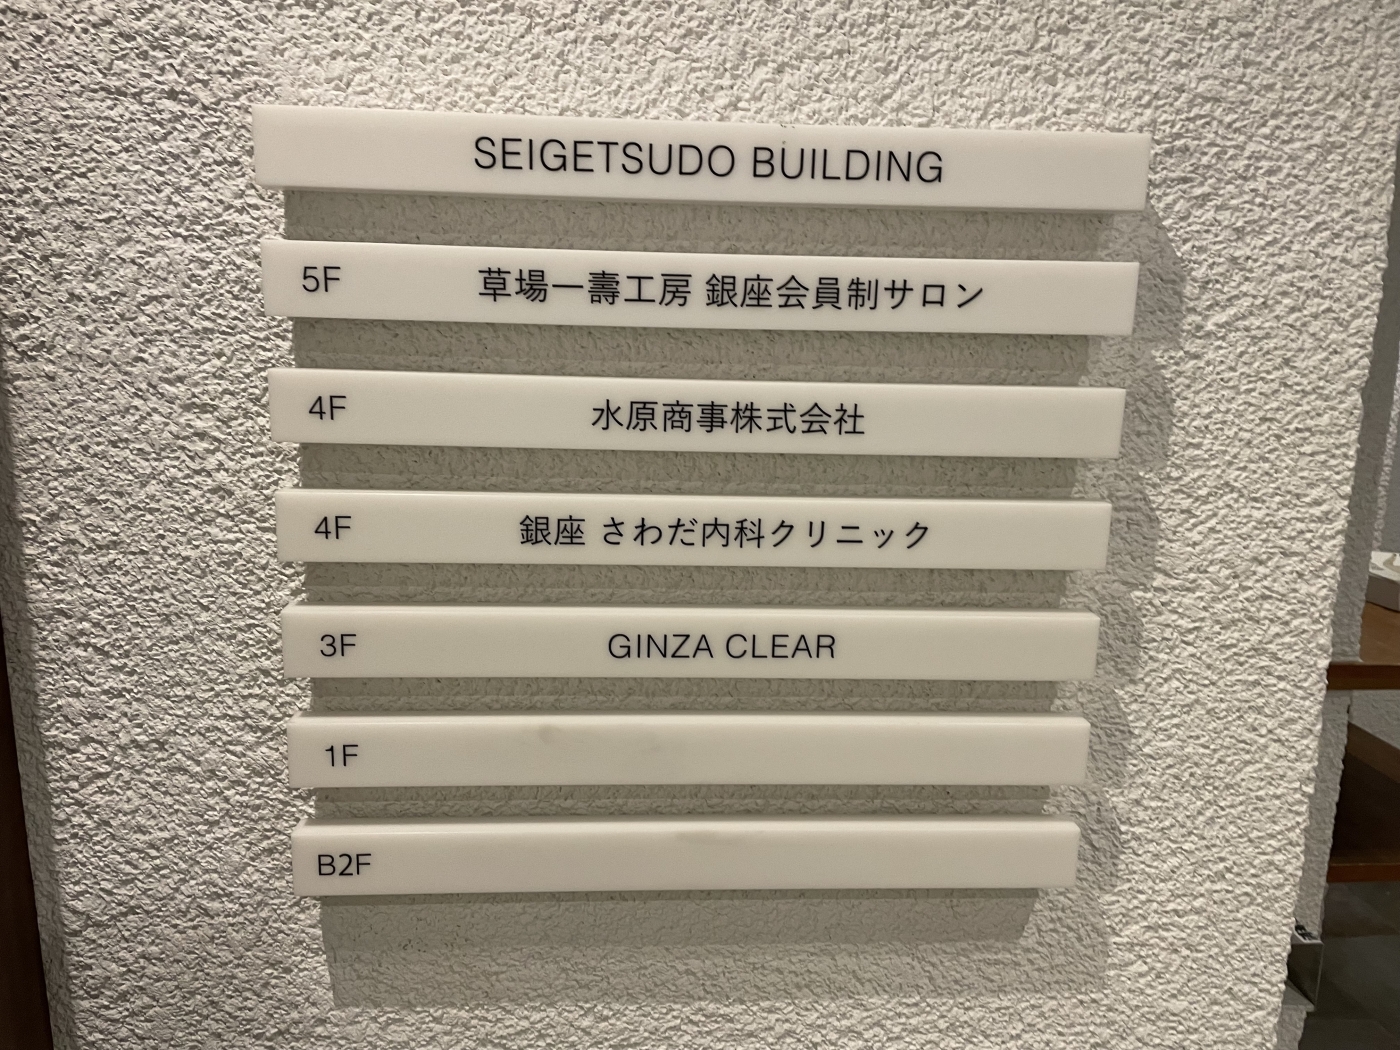 SEIGETSUDO BUILDING
5F 草場一壽工房 銀座会員制サロン
4F 水原商事株式会社
4F 銀座 さわだ内科クリニック
3F GINZA CLEAR
1F
B2F